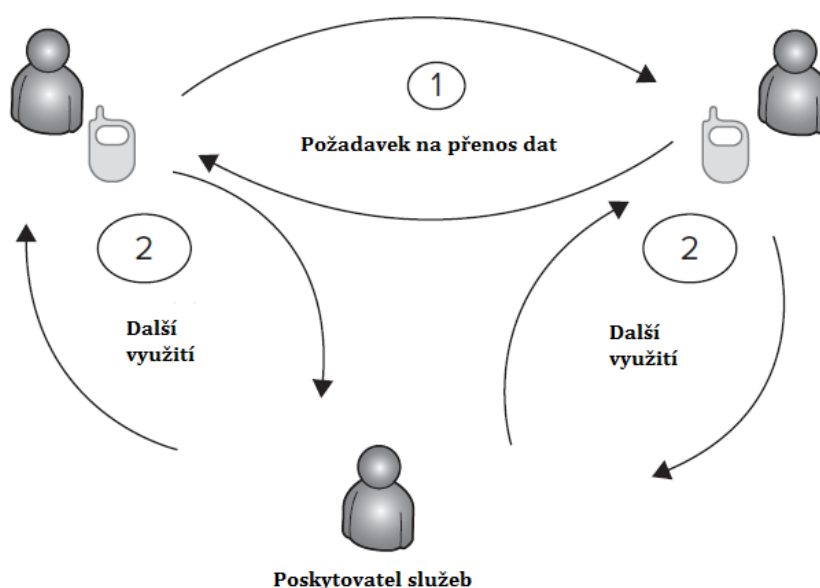 1
Požadavek na přenos dat
2
2
Další
využití
Další
využití
Poskytovatel služeb